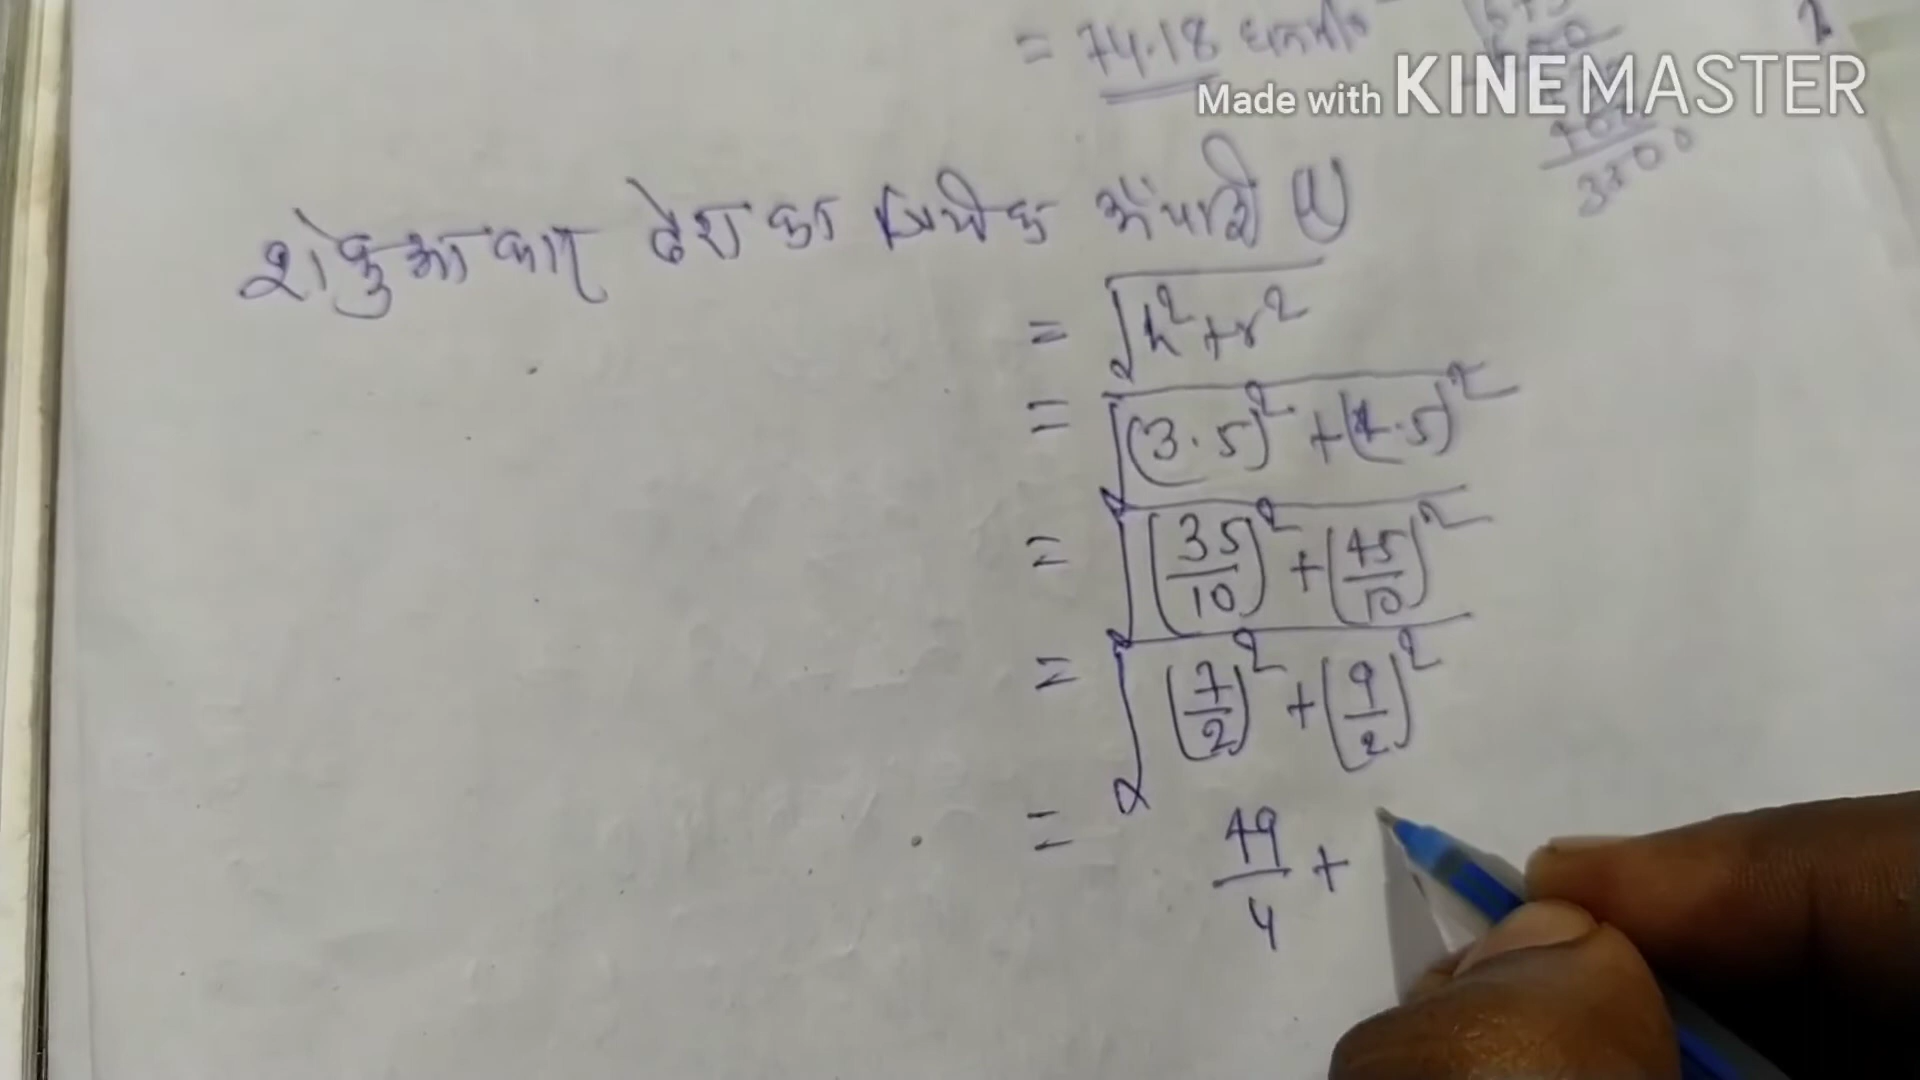 = 74.18
Made with KINEMASTER
3500
शंकुआकार ढेर का तिर्यक ऊँचाई (l)
= √h²+r²
= √(3.5)²+(4.5)²
= √(35/10)²+(45/10)²
= √(7/2)²+(9/2)²
= 49/4 +